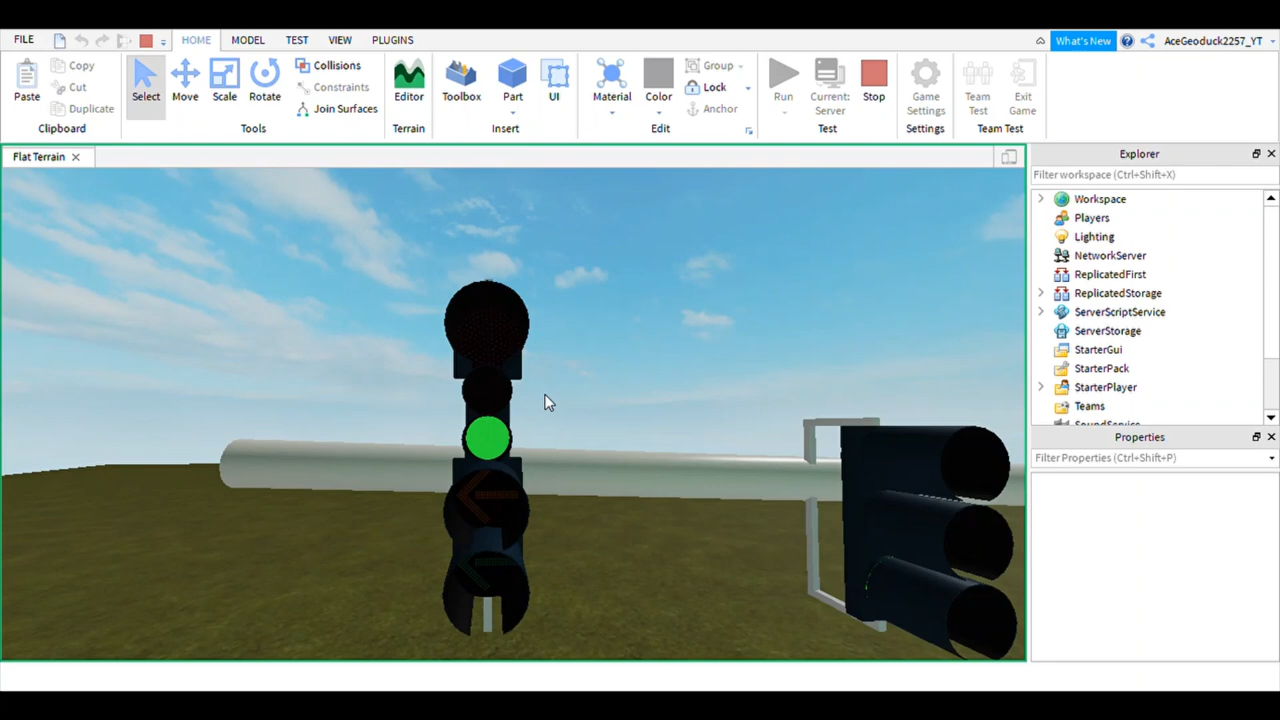 FILE HOME MODEL TEST VIEW PLUGINS What's New AceGeoduck2257_YT
Paste Copy Cut Duplicate
Clipboard
Select Move Scale Rotate Collisions Constraints Join Surfaces
Tools
Editor
Terrain
Toolbox Part UI
Insert
Material Color Group Lock Anchor
Edit
Run Current: Server Stop
Test
Game Settings
Settings
Team Test Exit Game
Team Test
Flat Terrain
Explorer
Filter workspace (Ctrl+Shift+X)
Workspace
Players
Lighting
NetworkServer
ReplicatedFirst
ReplicatedStorage
ServerScriptService
ServerStorage
StarterGui
StarterPack
StarterPlayer
Teams
SoundService
Properties
Filter Properties (Ctrl+Shift+P)